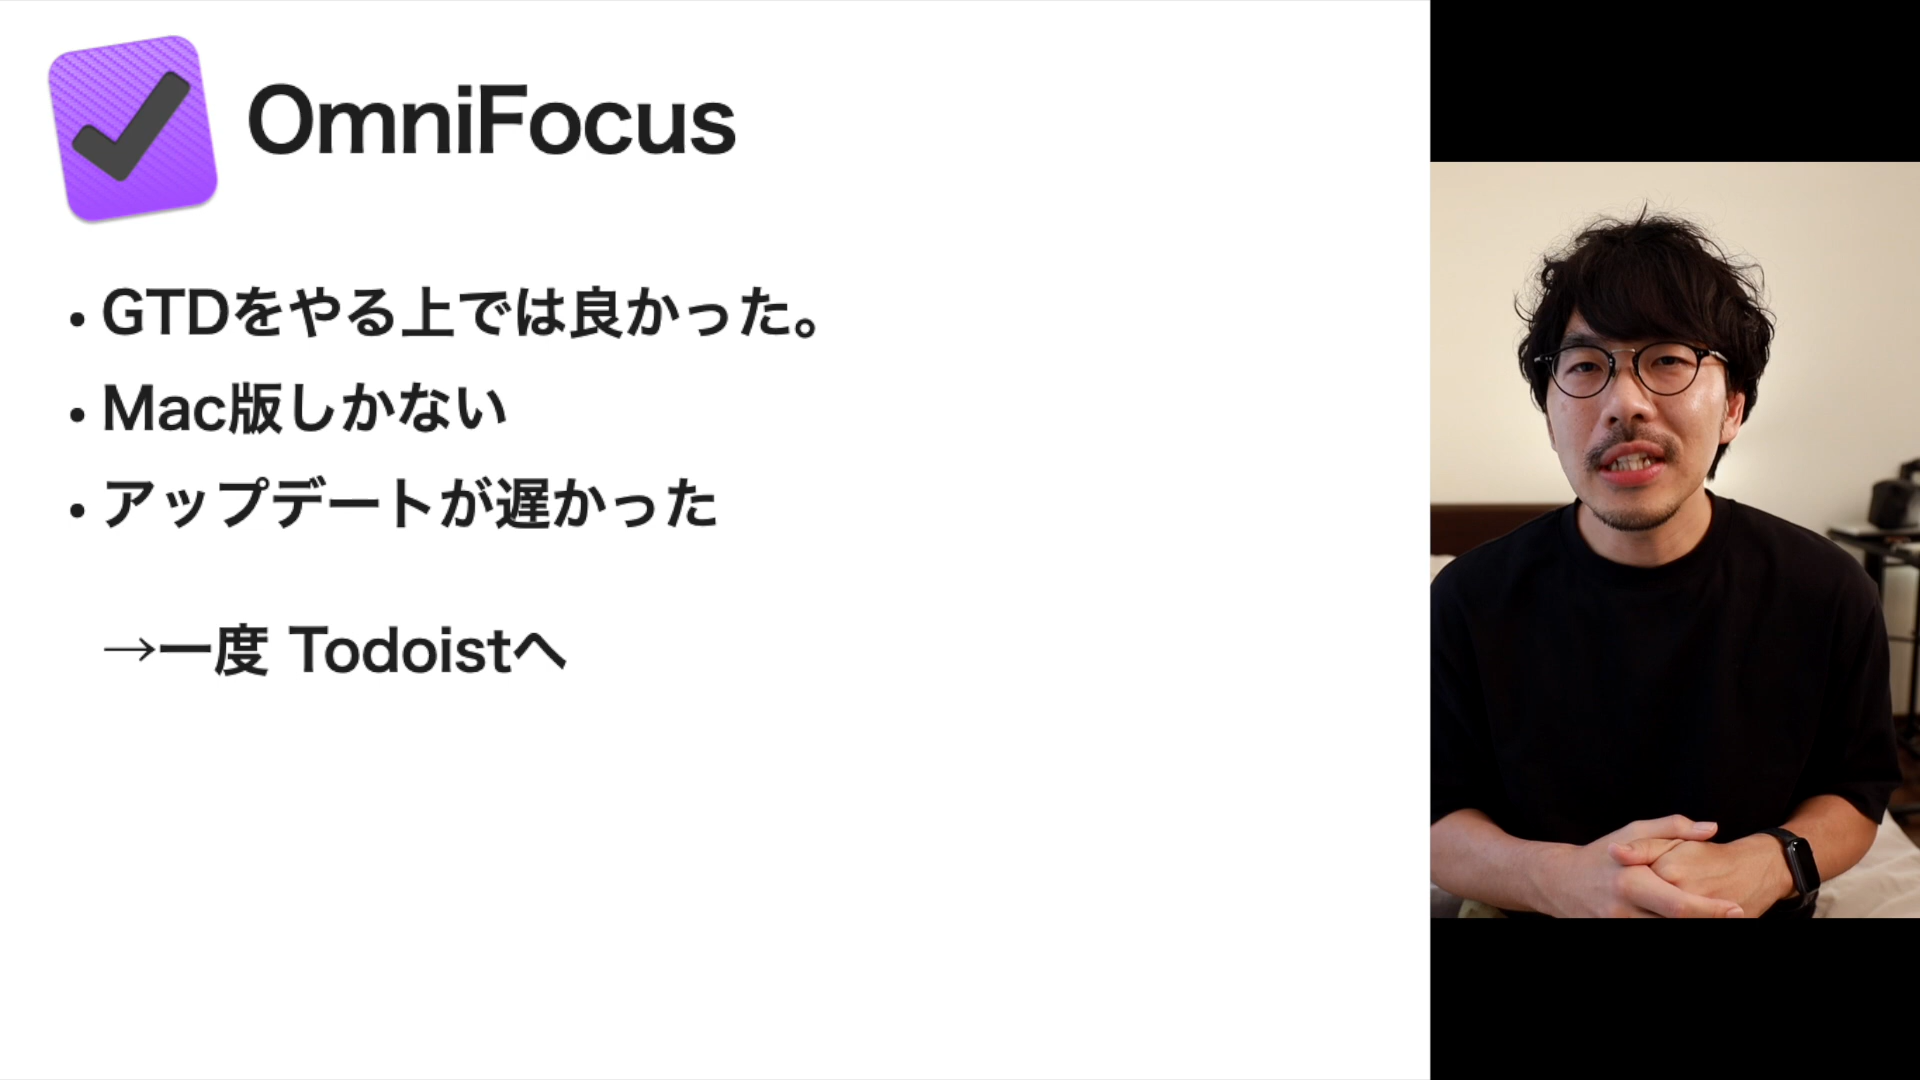 OmniFocus
• GTDをやる上では良かった。
• Mac版しかない
• アップデートが遅かった
→一度 Todoistへ